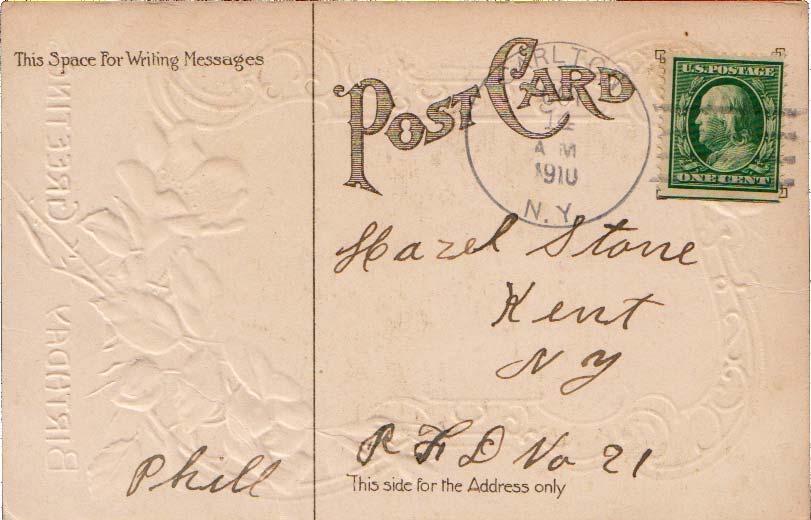 This Space For Writing Messages
POST CARD
U.S. POSTAGE
ONE CENT
12
A M
1910
N.Y.
Hazel Stone
Kent
N Y
R F D No 21
This side for the Address only
Phill
BIRTHDAY GREETING